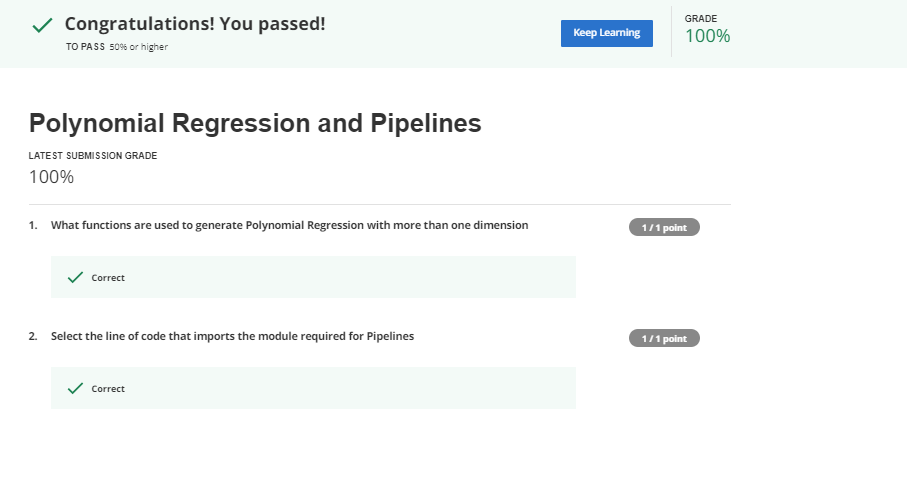 Congratulations! You passed!
TO PASS 50% or higher
Keep Learning
GRADE
100%
Polynomial Regression and Pipelines
LATEST SUBMISSION GRADE
100%
1. What functions are used to generate Polynomial Regression with more than one dimension
1 / 1 point
Correct
2. Select the line of code that imports the module required for Pipelines
1 / 1 point
Correct